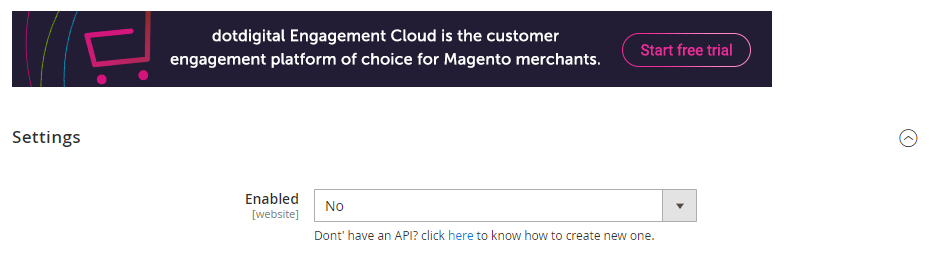 dotdigital Engagement Cloud is the customer
engagement platform of choice for Magento merchants.
Start free trial
Settings
Enabled
[website]
No
Dont' have an API? click here to know how to create new one.